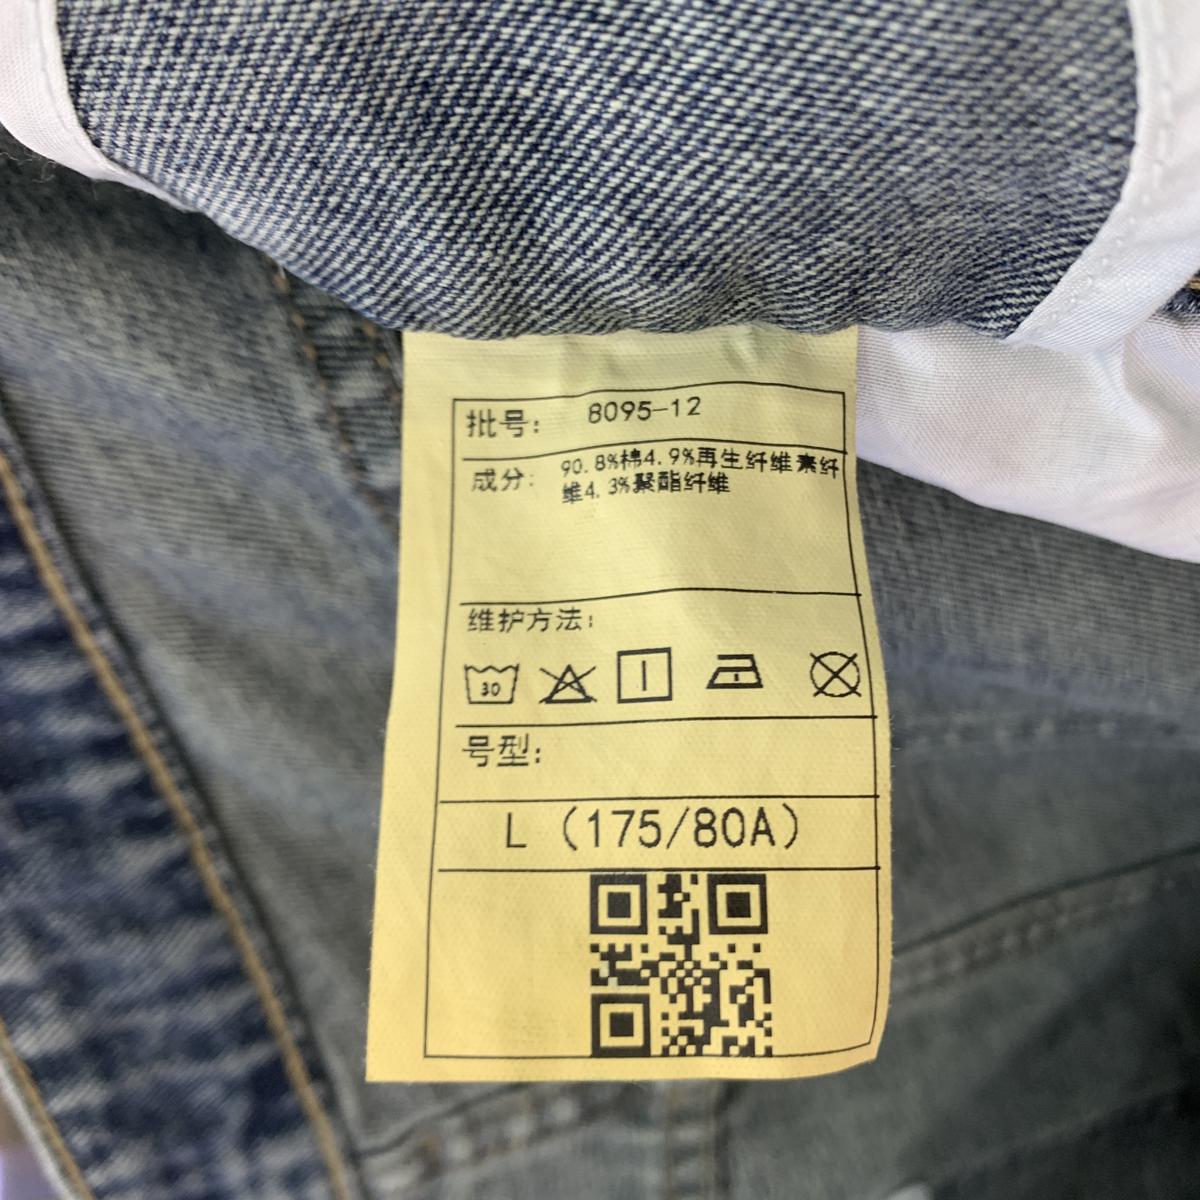 批号: 8095-12
成分: 90.8%棉4.9%再生纤维素纤
维4.3%聚酯纤维
维护方法:
30
号型:
L（175/80A）